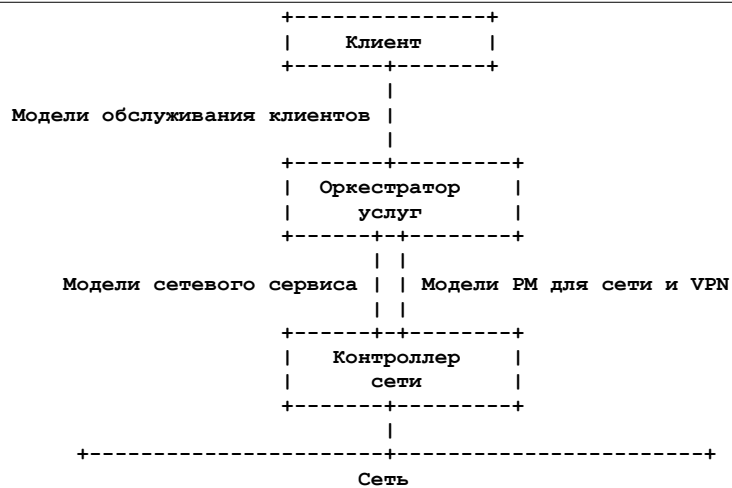 Клиент
Модели обслуживания клиентов
Оркестратор
услуг
Модели сетевого сервиса
Модели PM для сети и VPN
Контроллер
сети
Сеть